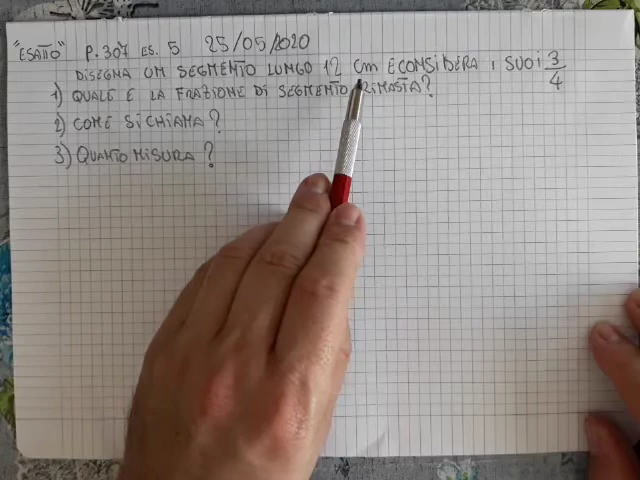 "ESATTO" P. 307 ES. 5 25/05/2020
DISEGNA UN SEGMENTO LUNGO 12 cm E CONSIDERA I SUOI 3/4
1) QUALE E LA FRAZIONE DI SEGMENTO RIMASTA?
2) COME SI CHIAMA?
3) QUANTO MISURA?